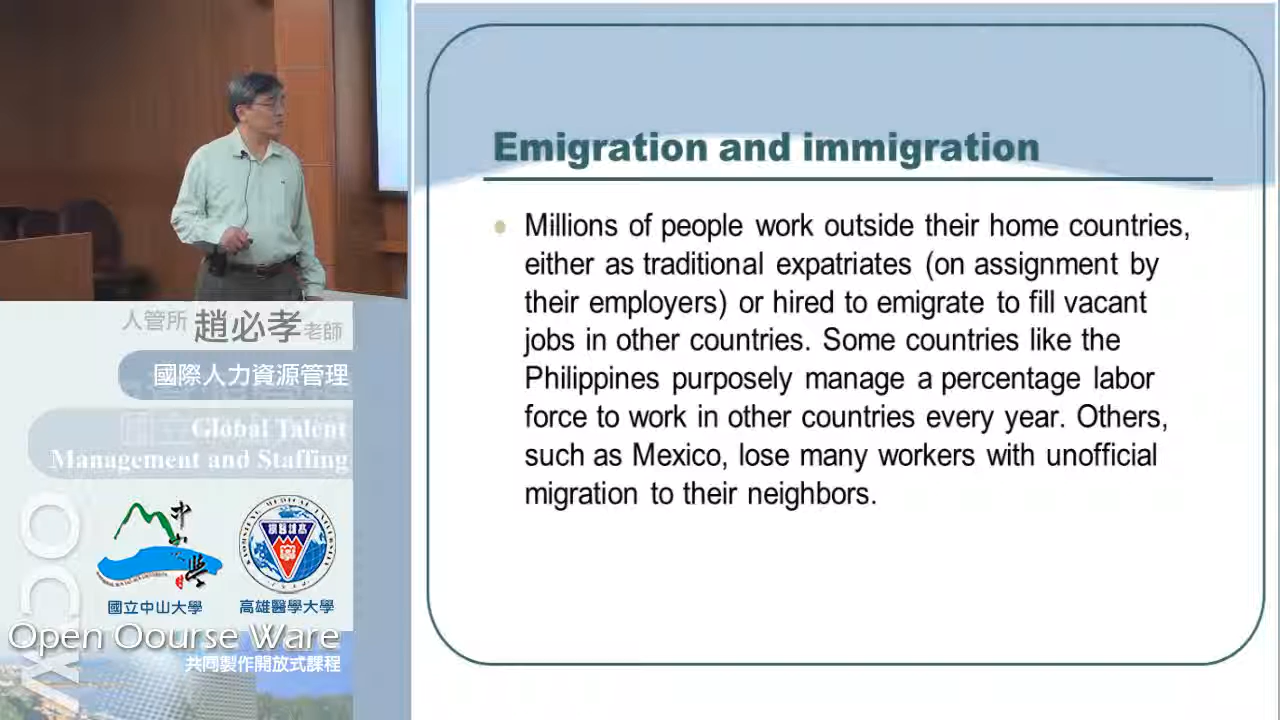 Emigration and immigration
Millions of people work outside their home countries,
either as traditional expatriates (on assignment by
their employers) or hired to emigrate to fill vacant
jobs in other countries. Some countries like the
Philippines purposely manage a percentage labor
force to work in other countries every year. Others,
such as Mexico, lose many workers with unofficial
migration to their neighbors.
人管所 趙必孝老師
國際人力資源管理
Global Talent
Management and Staffing
國立中山大學
高雄醫學大學
OCW
Open Oourse Ware
共同製作開放式課程